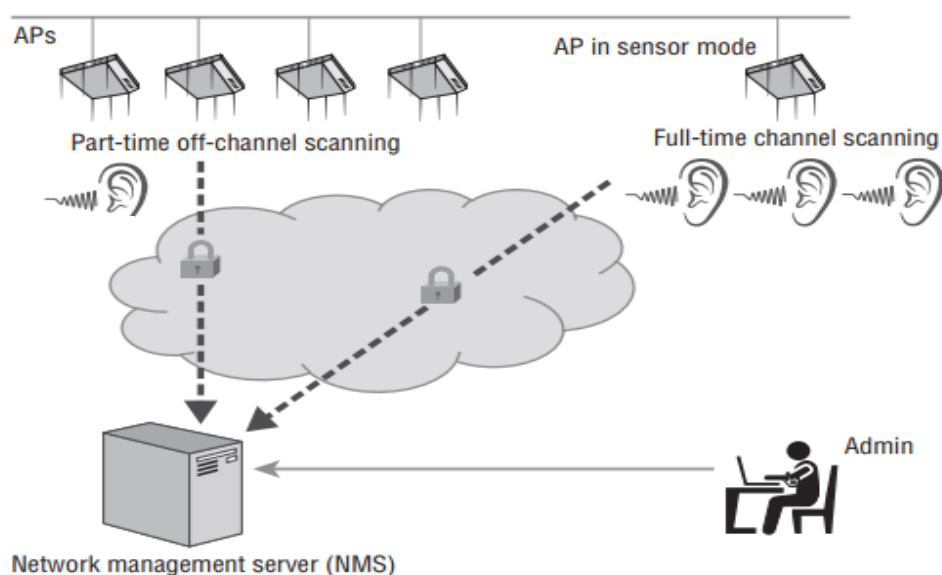 APs
AP in sensor mode
Part-time off-channel scanning
Full-time channel scanning
Admin
Network management server (NMS)